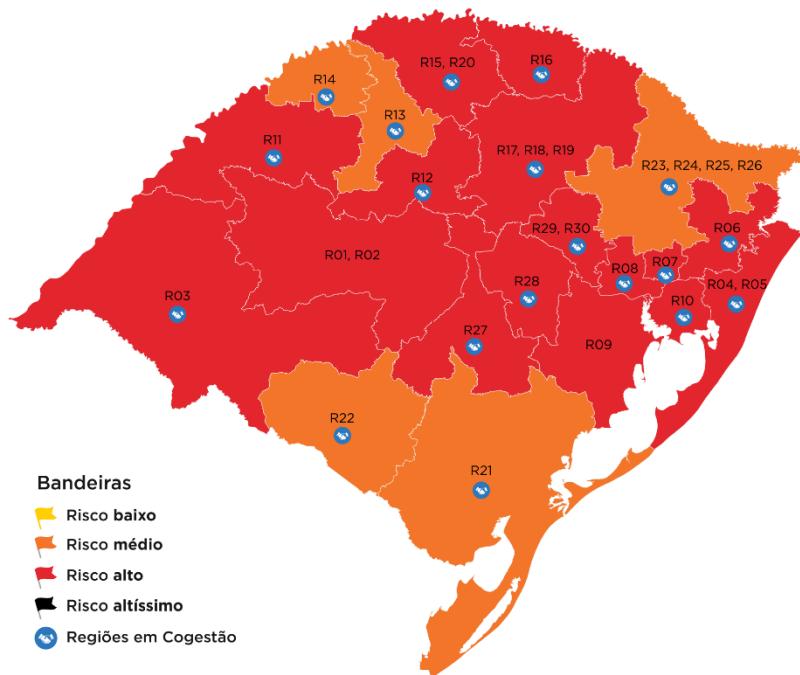 R15, R20
R16
R14
R13
R11
R17, R18, R19
R23, R24, R25, R26
R12
R29, R30
R06
R01, R02
R08
R07
R28
R04, R05
R03
R10
R27
R09
R22
R21
Bandeiras
Risco baixo
Risco médio
Risco alto
Risco altíssimo
Regiões em Cogestão